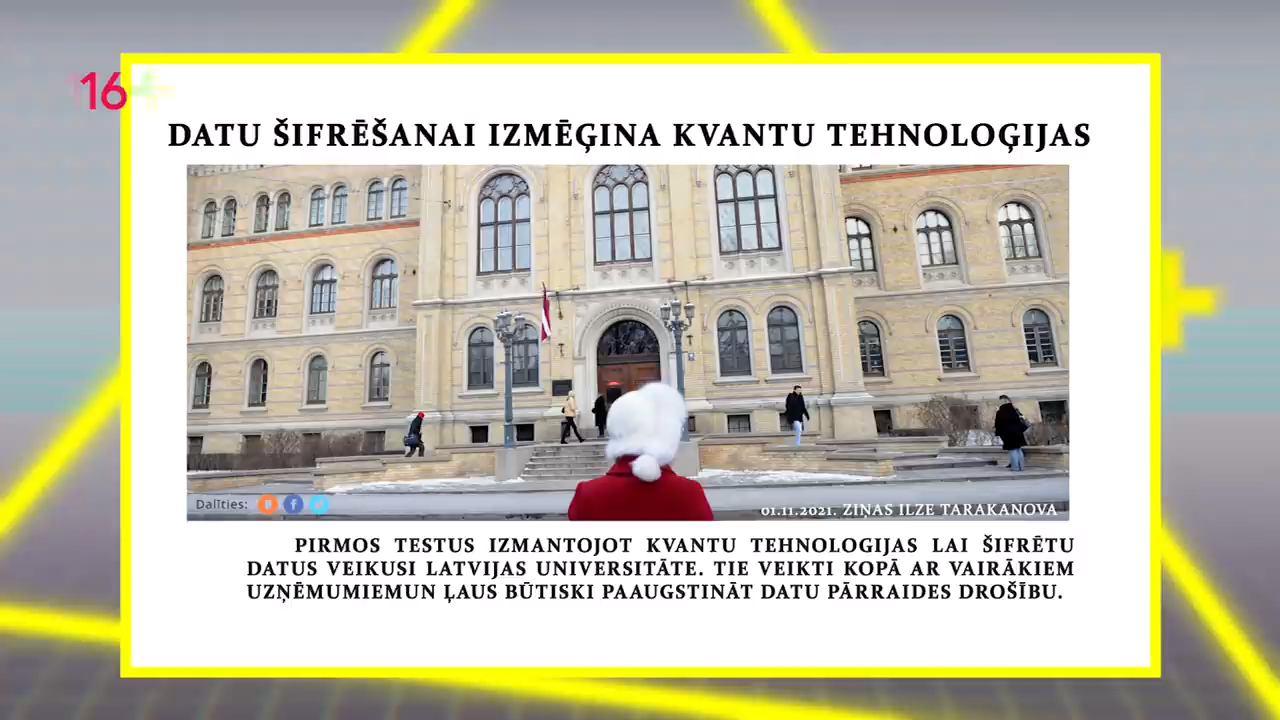 16+
DATU ŠIFRĒŠANAI IZMĒĢINA KVANTU TEHNOLOĢIJAS
Dalīties:
01.11.2021. ZIŅAS ILZE TARAKANOVA
PIRMOS TESTUS IZMANTOJOT KVANTU TEHNOLOGIJAS LAI ŠIFRĒTU
DATUS VEIKUSI LATVIJAS UNIVERSITĀTE. TIE VEIKTI KOPĀ AR VAIRĀKIEM
UZŅĒMUMIEMUN ĻAUS BŪTISKI PAAUGSTINĀT DATU PĀRRAIDES DROŠĪBU.